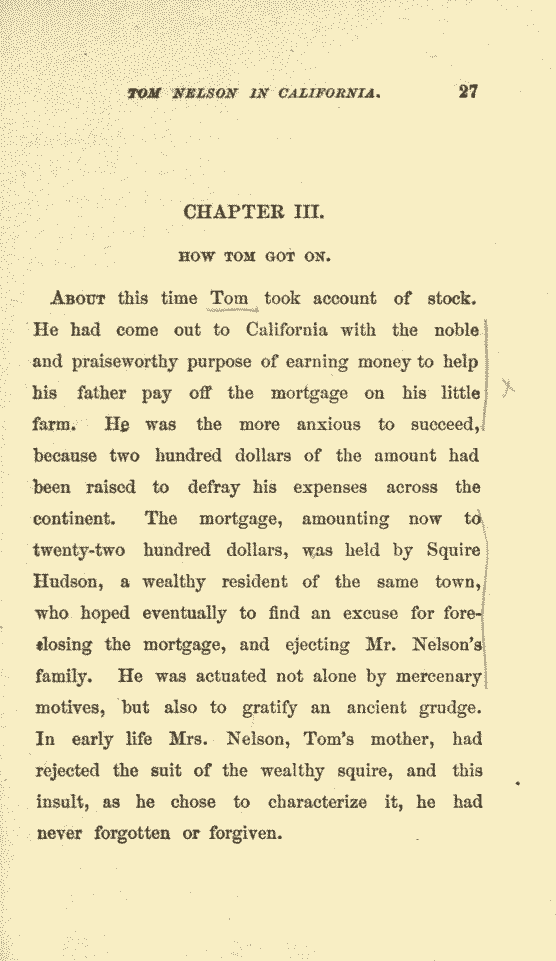 TOM NELSON IN CALIFORNIA. 27
CHAPTER III.
HOW TOM GOT ON.
ABOUT this time Tom took account of stock.
He had come out to California with the noble
and praiseworthy purpose of earning money to help
his father pay off the mortgage on his little
farm. He was the more anxious to succeed,
because two hundred dollars of the amount had
been raised to defray his expenses across the
continent. The mortgage, amounting now to
twenty-two hundred dollars, was held by Squire
Hudson, a wealthy resident of the same town,
who hoped eventually to find an excuse for fore-
closing the mortgage, and ejecting Mr. Nelson's
family. He was actuated not alone by mercenary
motives, but also to gratify an ancient grudge.
In early life Mrs. Nelson, Tom's mother, had
rejected the suit of the wealthy squire, and this
insult, as he chose to characterize it, he had
never forgotten or forgiven.